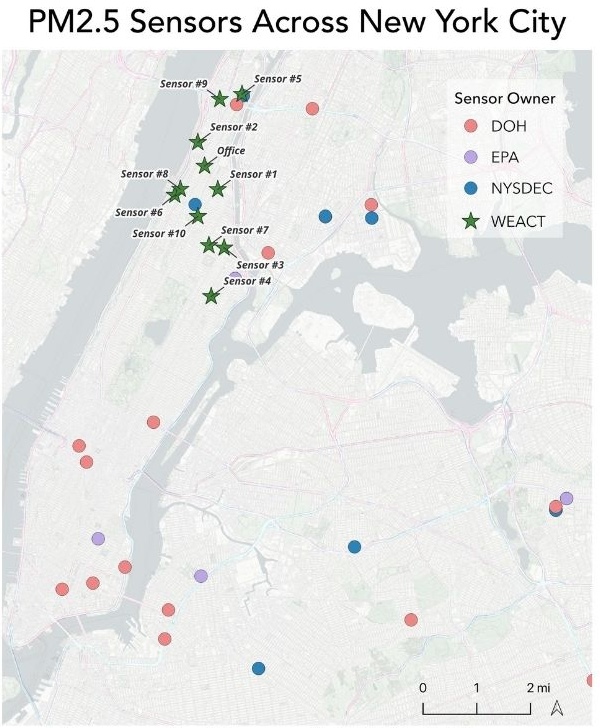 PM2.5 Sensors Across New York City
Sensor #9
Sensor #5
Sensor Owner
DOH
EPA
NYSDEC
WEACT
Sensor #2
Office
Sensor #8
Sensor #1
Sensor #6
Sensor #10
Sensor #7
Sensor #3
Sensor #4
0 1 2 mi